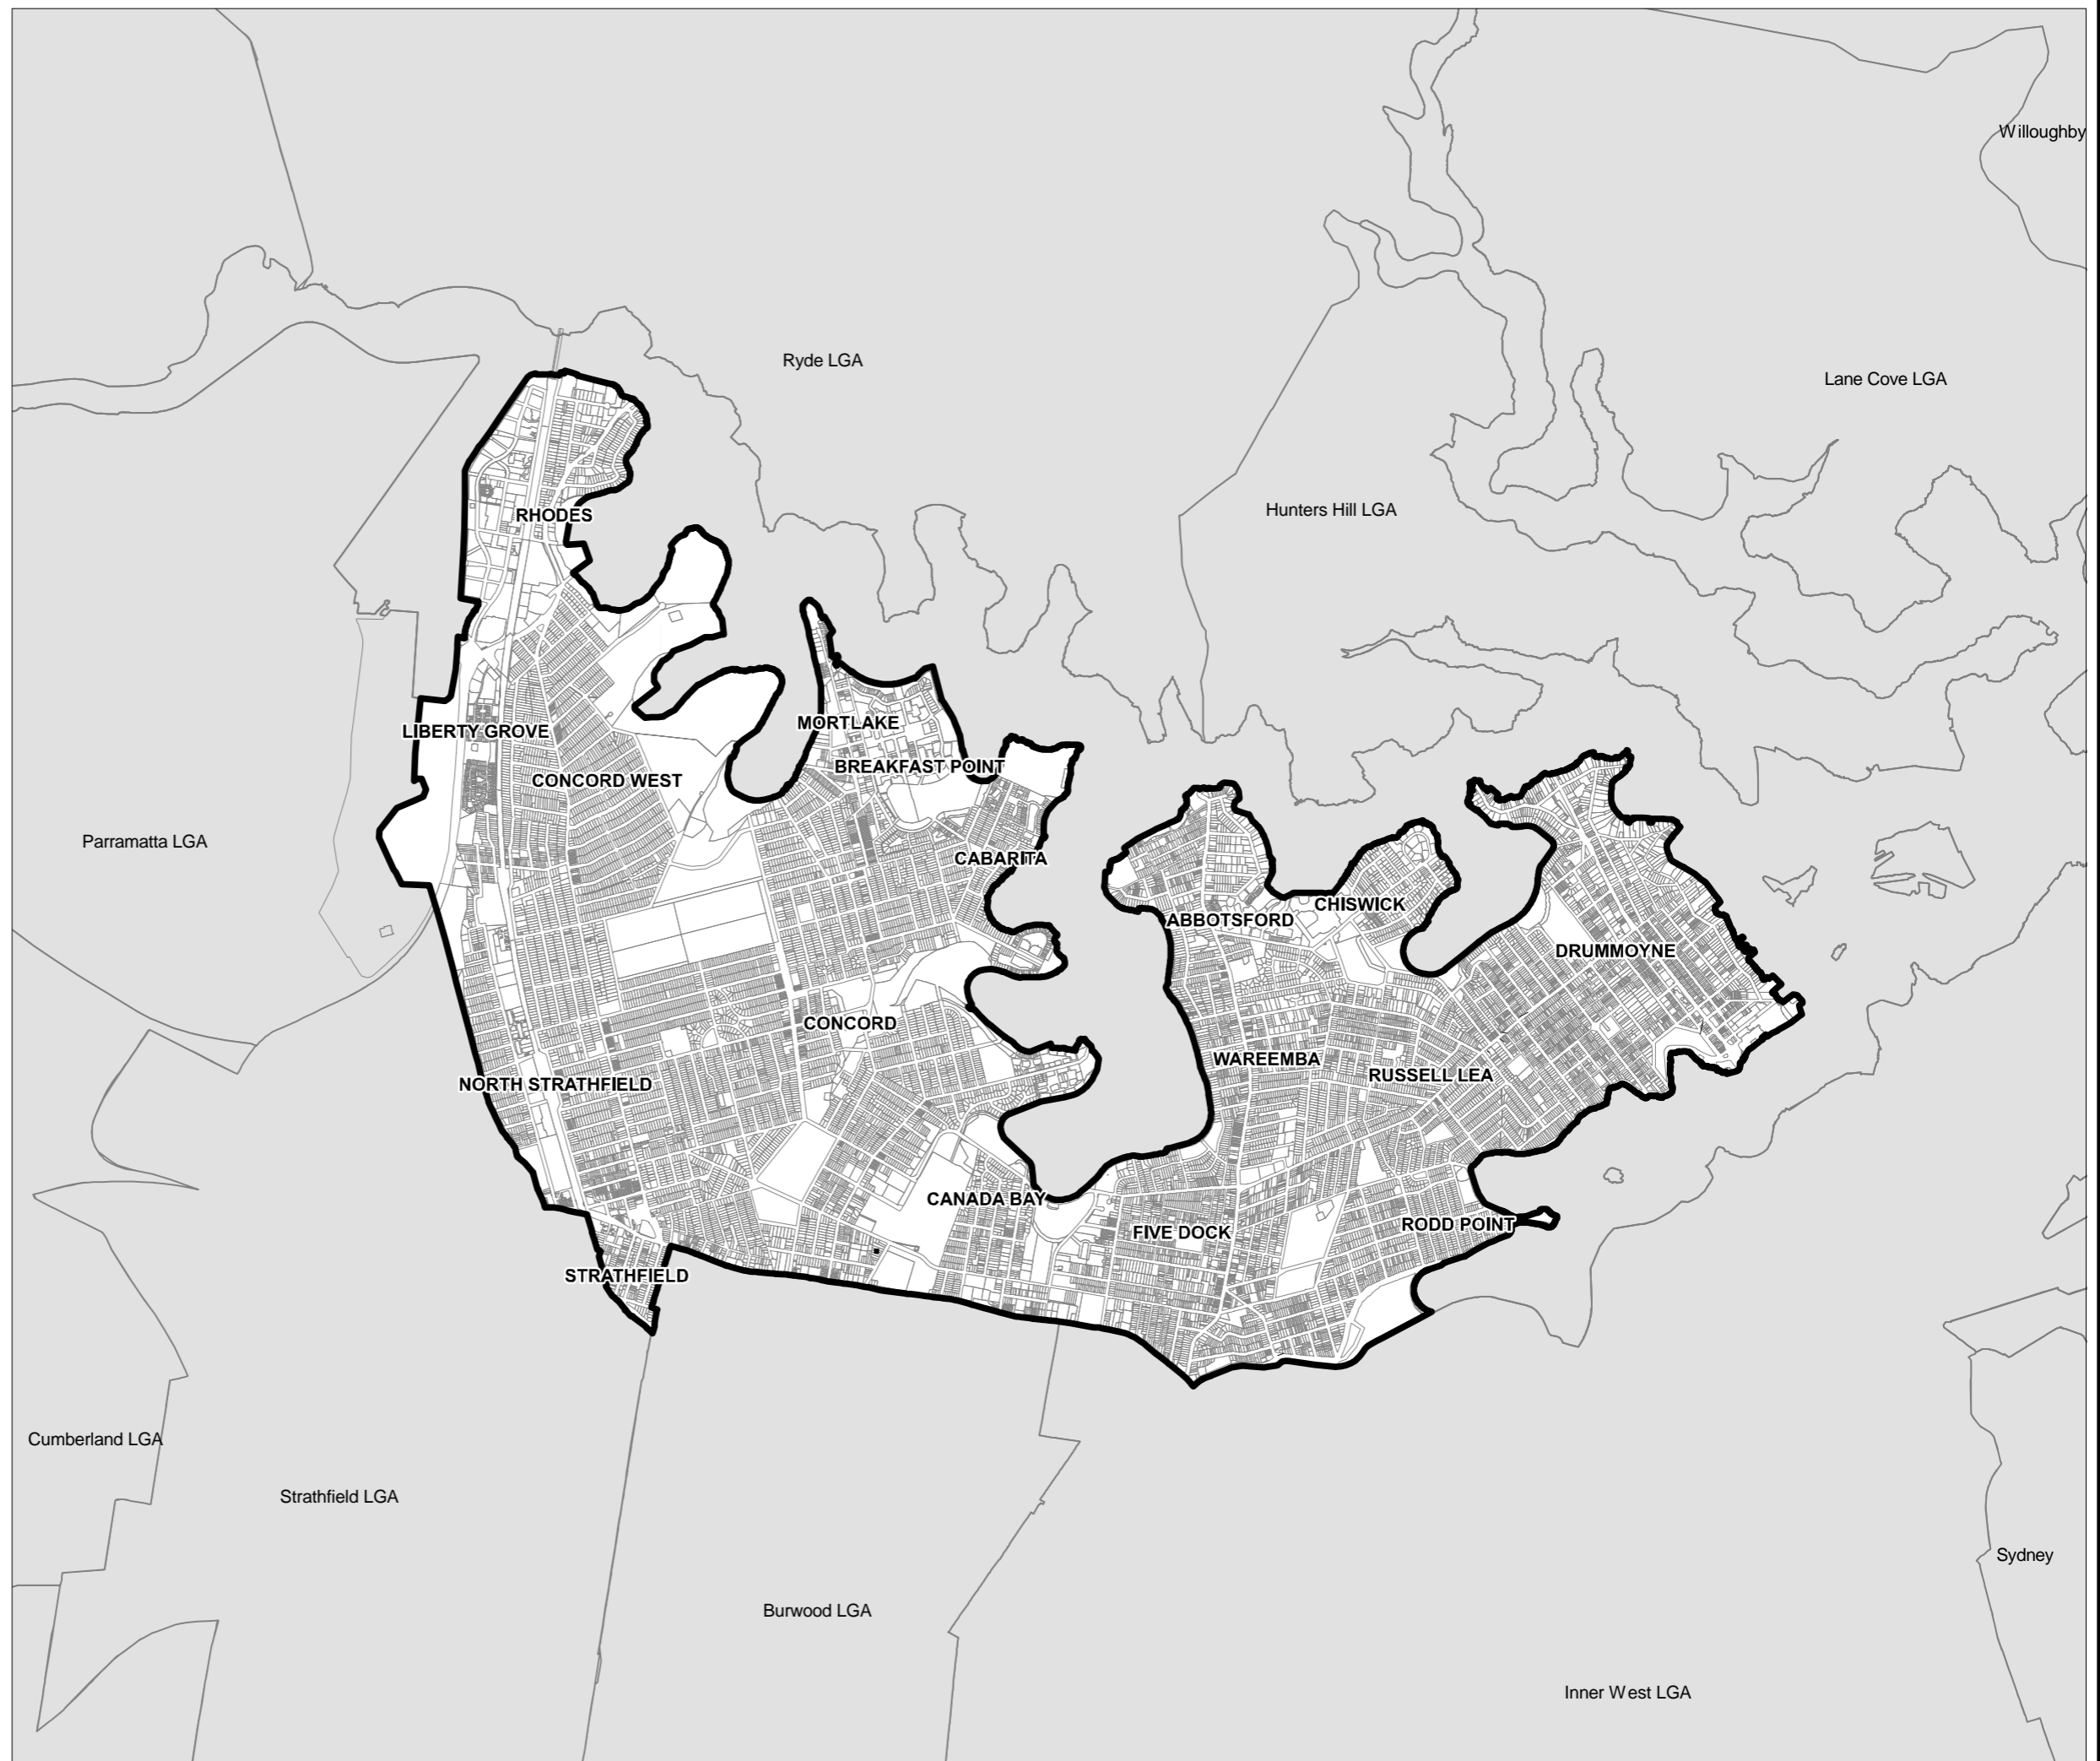 Willoughby
Ryde LGA
Lane Cove LGA
Hunters Hill LGA
RHODES
MORTLAKE
LIBERTY GROVE
BREAKFAST POINT
CONCORD WEST
Parramatta LGA
CABARITA
CHISWICK
ABBOTSFORD
DRUMMOYNE
CONCORD
WAREEMBA
RUSSELL LEA
NORTH STRATHFIELD
CANADA BAY
RODD POINT
FIVE DOCK
STRATHFIELD
Cumberland LGA
Strathfield LGA
Sydney
Burwood LGA
Inner West LGA